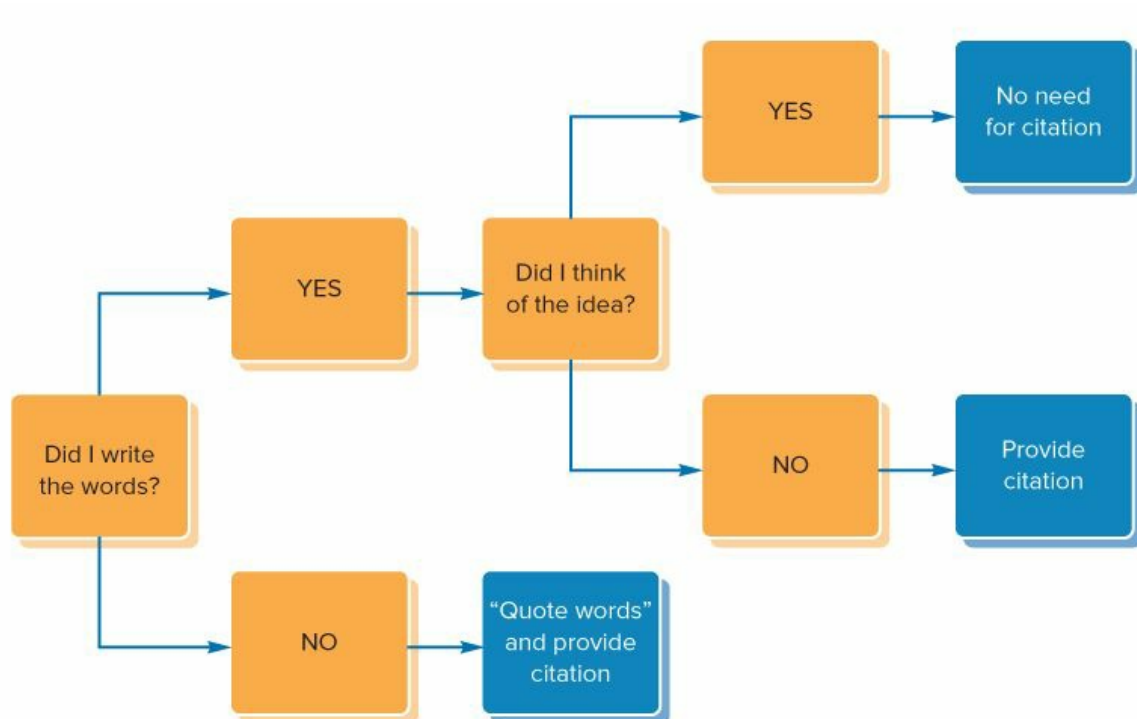 Did I write
the words?
YES
Did I think
of the idea?
YES
No need
for citation
NO
Provide
citation
NO
“Quote words”
and provide
citation